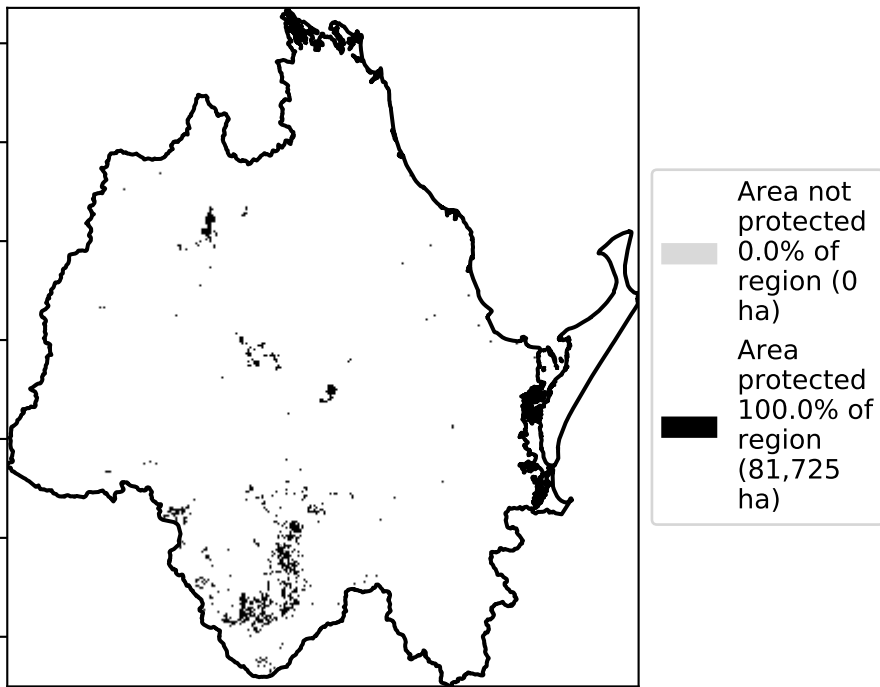 Area not
protected
0.0% of
region (0
ha)
Area
protected
100.0% of
region
(81,725
ha)